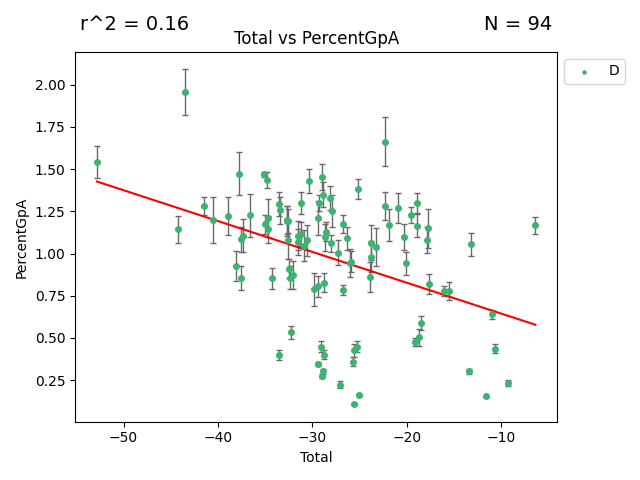 r^2 = 0.16 N = 94
Total vs PercentGpA
D
PercentGpA
2.00
1.75
1.50
1.25
1.00
0.75
0.50
0.25
−50 −40 −30 −20 −10
Total